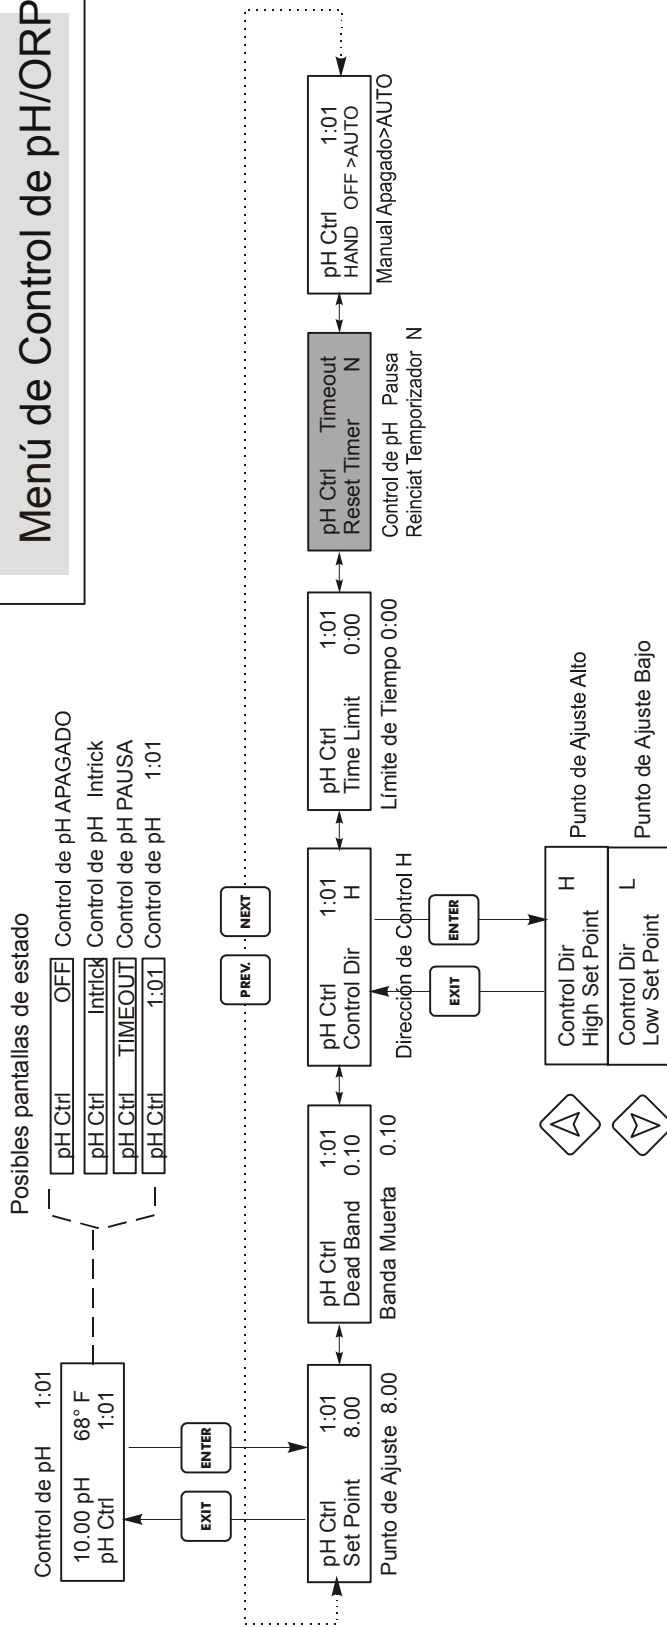 Menú de Control de pH/ORP
Posibles pantallas de estado
Control de pH 1:01
10.00 pH 68° F
pH Ctrl 1:01
pH Ctrl OFF
Control de pH APAGADO
pH Ctrl Intrlck
Control de pH Intrick
pH Ctrl TIMEOUT
Control de pH PAUSA
pH Ctrl 1:01
Control de pH 1:01
EXIT
ENTER
PREV.
NEXT
pH Ctrl 1:01
Set Point 8.00
Punto de Ajuste 8.00
pH Ctrl 1:01
Dead Band 0.10
Banda Muerta 0.10
pH Ctrl 1:01
Control Dir H
Dirección de Control H
pH Ctrl 1:01
Time Limit 0:00
Límite de Tiempo 0:00
pH Ctrl Timeout
Reset Timer N
Control de pH Pausa
Reinciat Temporizador N
pH Ctrl 1:01
HAND OFF >AUTO
Manual Apagado>AUTO
EXIT
ENTER
Control Dir H
High Set Point
Punto de Ajuste Alto
Control Dir L
Low Set Point
Punto de Ajuste Bajo